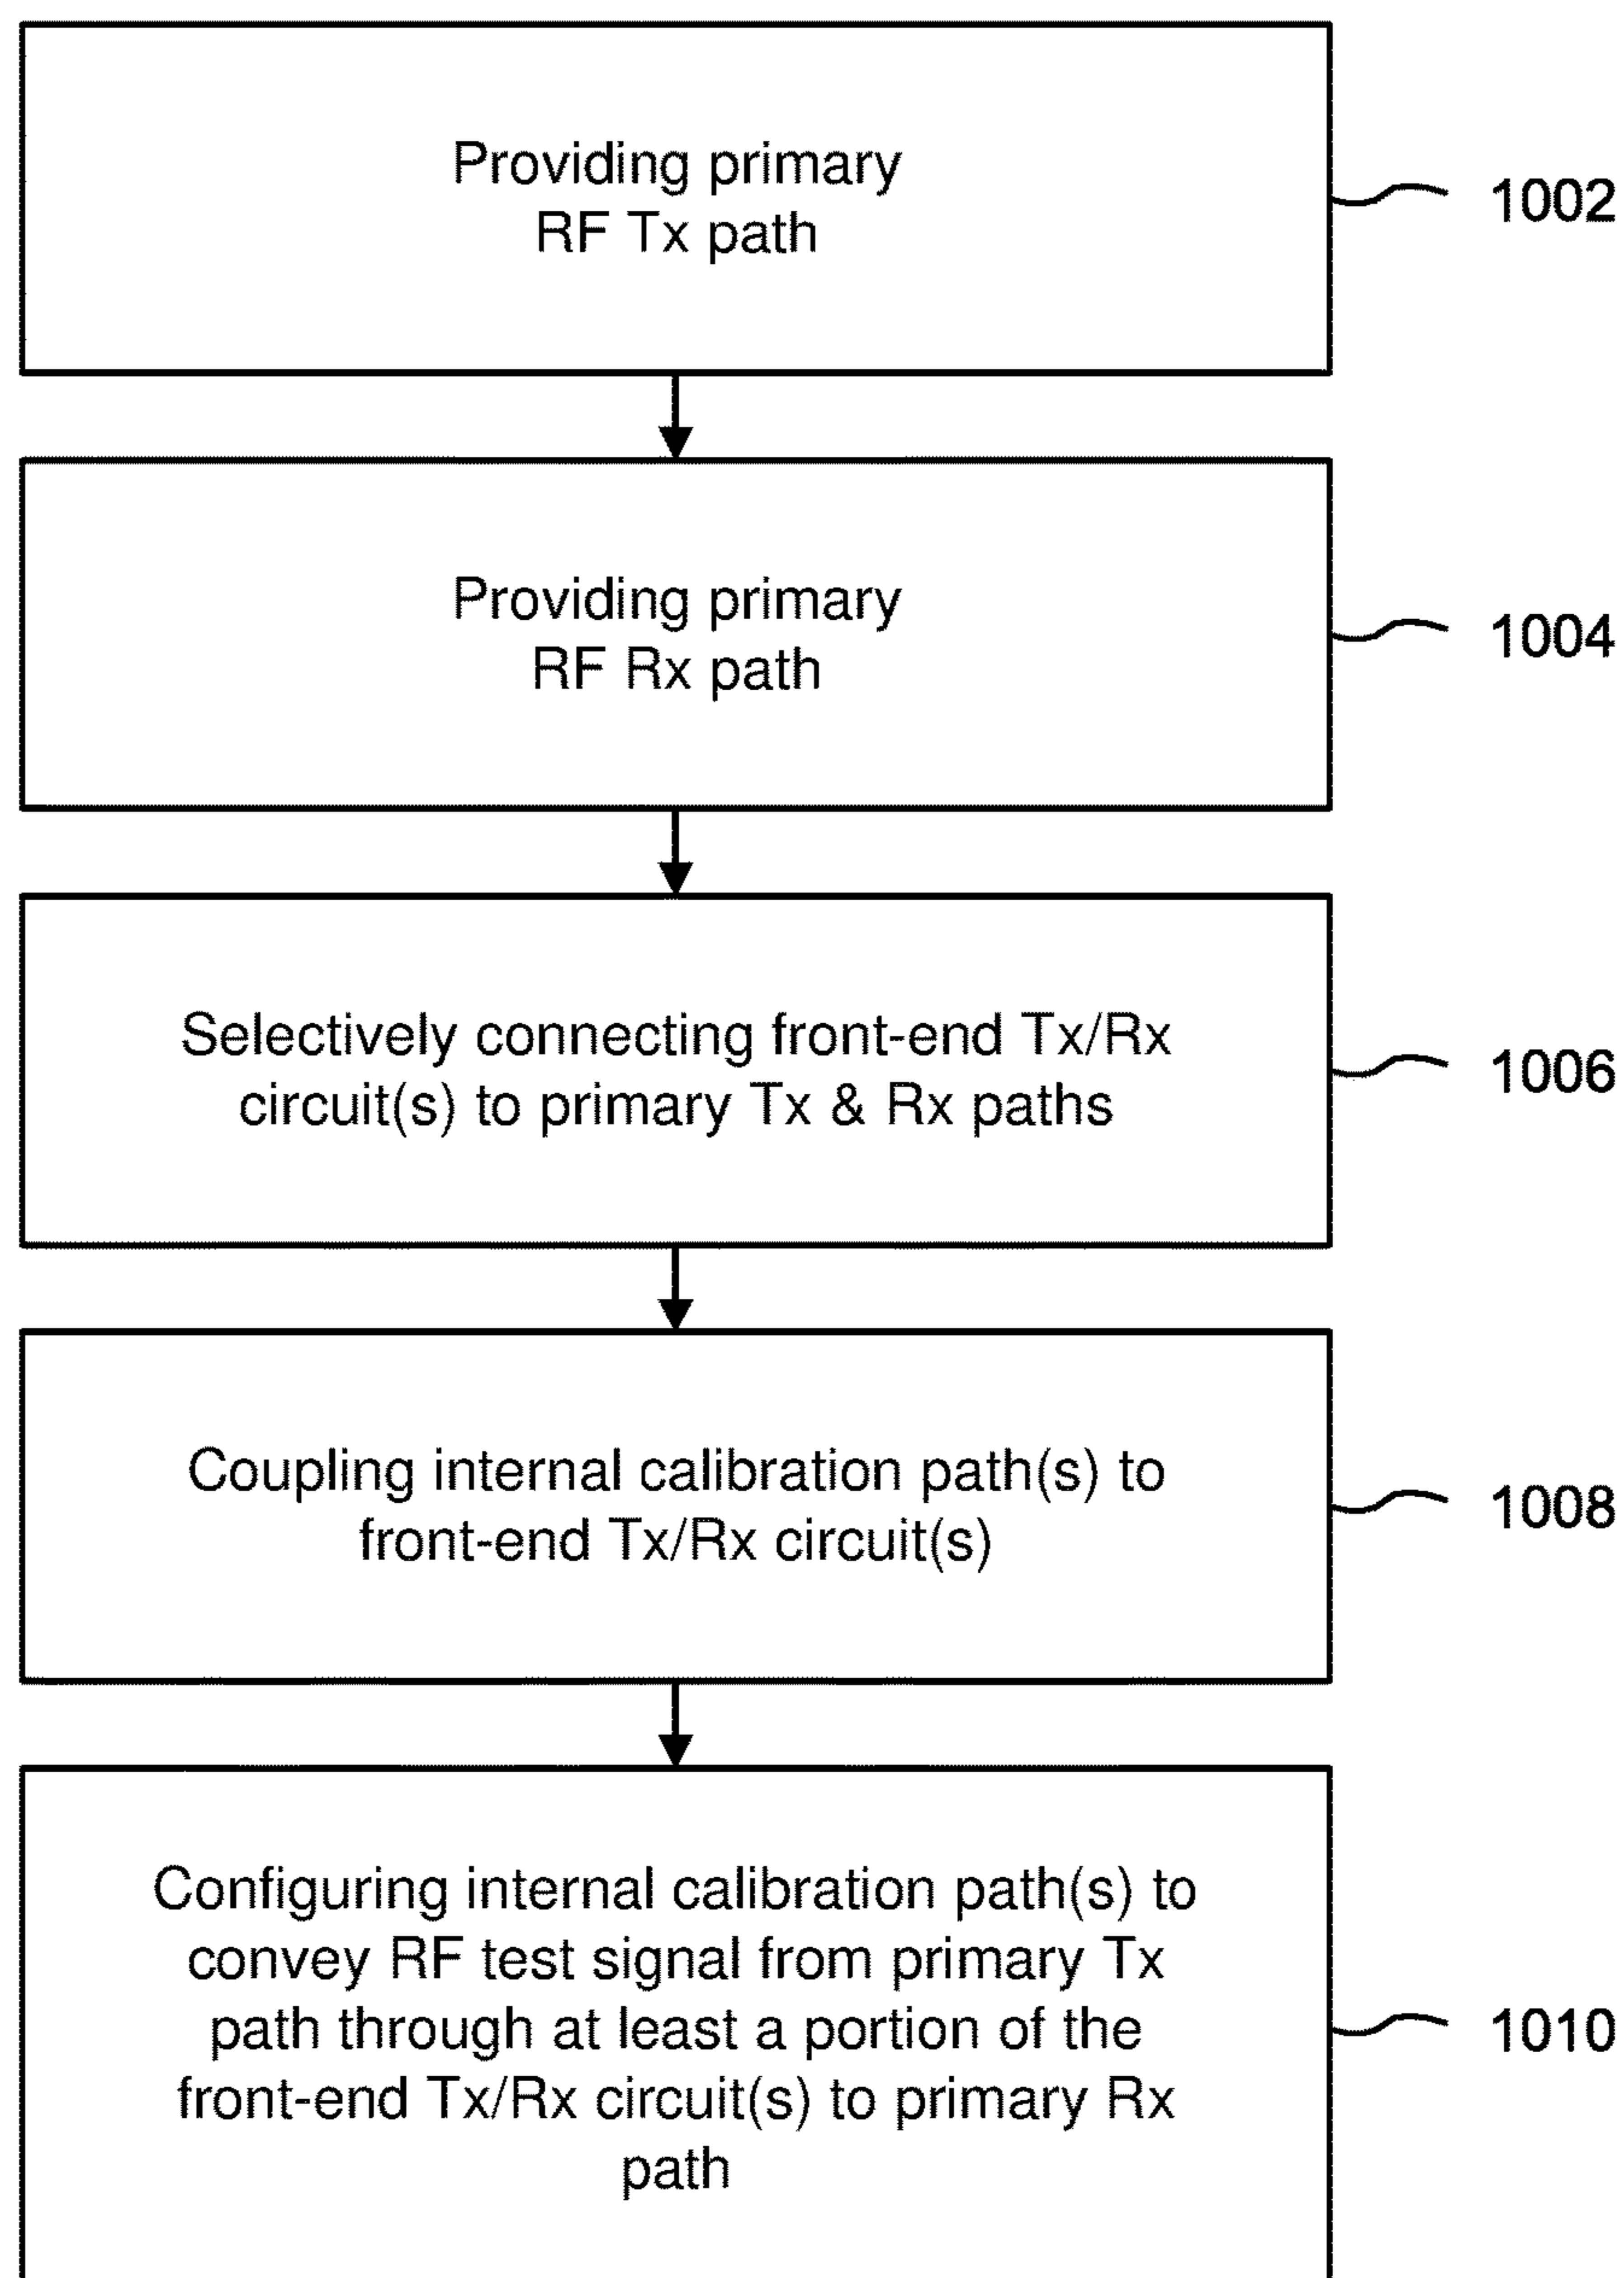 Providing primary
RF Tx path
1002
Providing primary
RF Rx path
1004
Selectively connecting front-end Tx/Rx
circuit(s) to primary Tx & Rx paths
1006
Coupling internal calibration path(s) to
front-end Tx/Rx circuit(s)
1008
Configuring internal calibration path(s) to
convey RF test signal from primary Tx
path through at least a portion of the
front-end Tx/Rx circuit(s) to primary Rx
path
1010